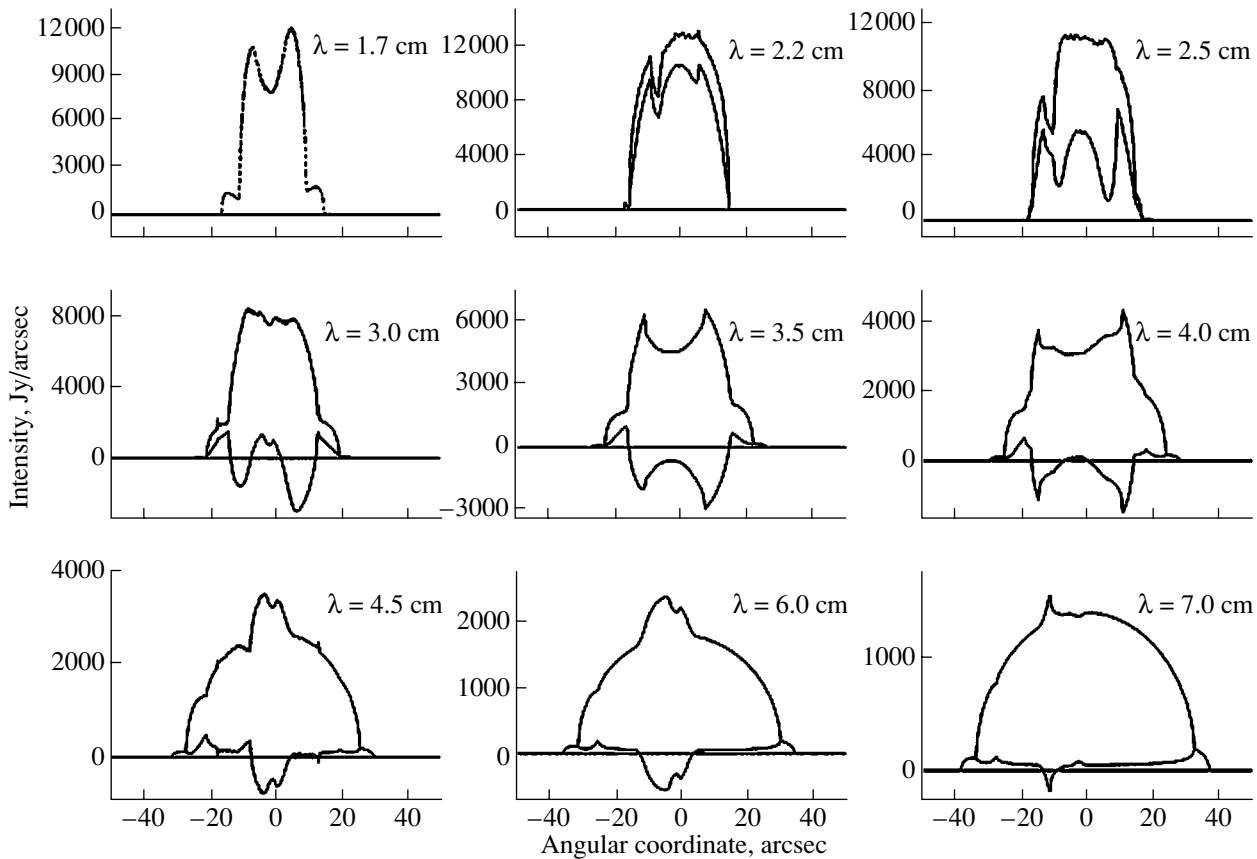 Intensity, Jy/arcsec
12000
9000
6000
3000
0
λ = 1.7 cm
12000
8000
4000
0
λ = 2.2 cm
12000
8000
4000
0
λ = 2.5 cm
8000
4000
0
λ = 3.0 cm
6000
3000
0
−3000
λ = 3.5 cm
4000
2000
0
λ = 4.0 cm
4000
2000
0
λ = 4.5 cm
−40 −20 0 20 40
2000
1000
0
λ = 6.0 cm
−40 −20 0 20 40
1000
0
λ = 7.0 cm
−40 −20 0 20 40
Angular coordinate, arcsec